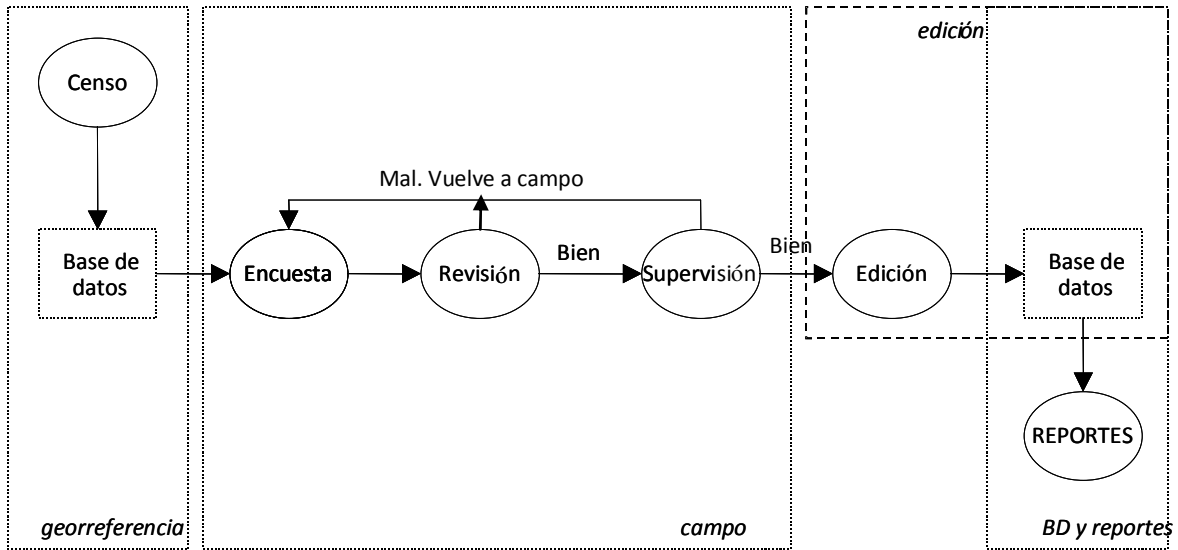 edición
Censo
Mal. Vuelve a campo
Base de
datos
Encuesta
Revisión
Bien
Supervisión
Bien
Edición
Base de
datos
REPORTES
georreferencia
campo
BD y reportes